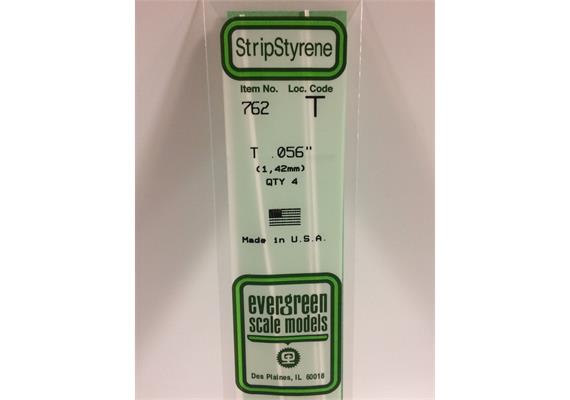 StripStyrene
Item No. Loc. Code
762 T
T .056"
(1,42mm)
QTY 4
Made in U.S.A.
evergreen
scale models
Des Plaines, IL 60018